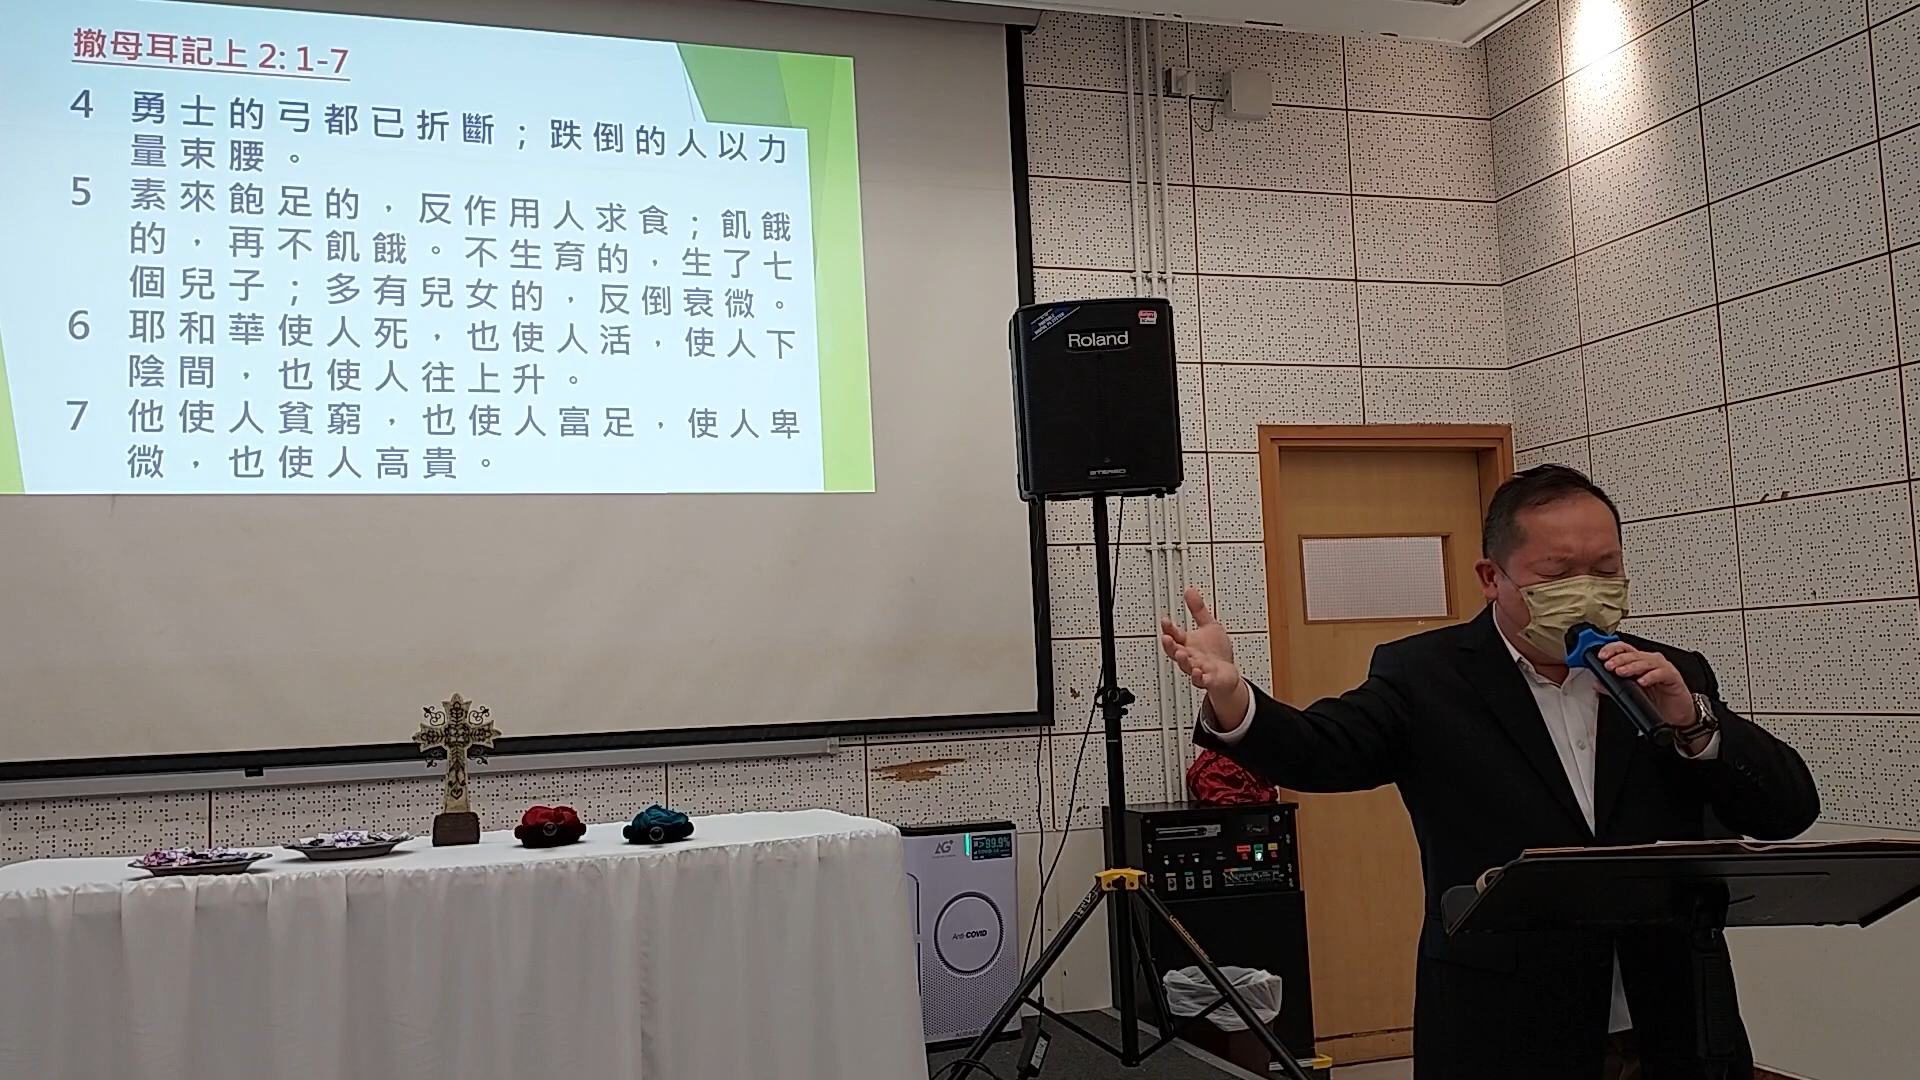 撒母耳記上 2: 1-7
4 勇士的弓都已折斷；跌倒的人以力
量束腰。
5 素來飽足的，反作用人求食；飢餓
的，再不飢餓。不生育的，生了七
個兒子；多有兒女的，反倒衰微。
6 耶和華使人死，也使人活，使人下
陰間，也使人往上升。
7 他使人貧窮，也使人富足，使人卑
微，也使人高貴。
Roland
STEREO
AG+
>99.9%
Anti-COVID